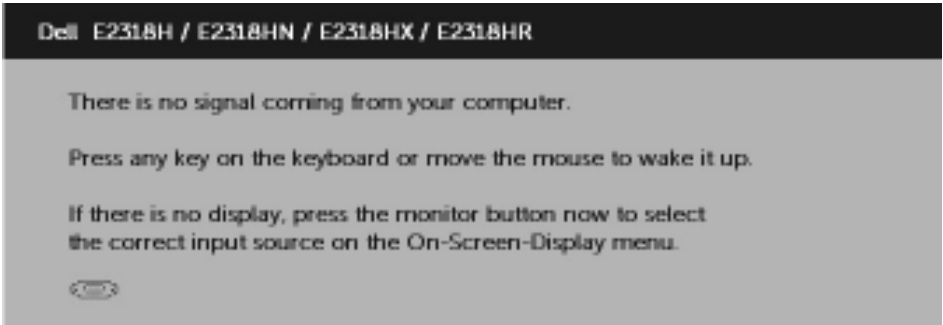 Dell E2318H / E2318HN / E2318HX / E2318HR
There is no signal coming from your computer.
Press any key on the keyboard or move the mouse to wake it up.
If there is no display, press the monitor button now to select
the correct input source on the On-Screen-Display menu.